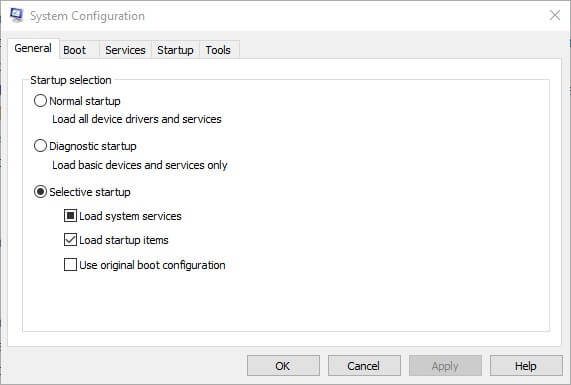 System Configuration
General Boot Services Startup Tools
Startup selection
Normal startup
Load all device drivers and services
Diagnostic startup
Load basic devices and services only
Selective startup
Load system services
Load startup items
Use original boot configuration
OK Cancel Apply Help